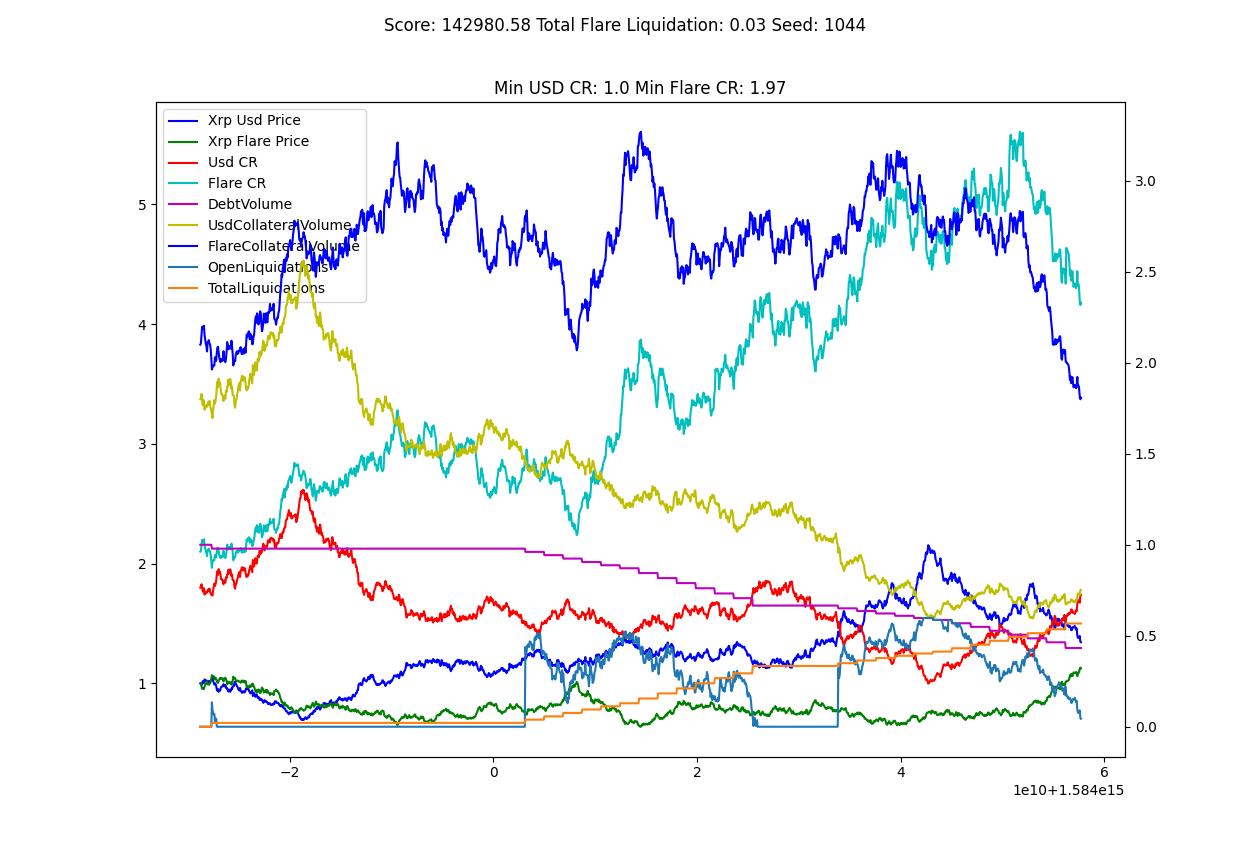 Score: 142980.58 Total Flare Liquidation: 0.03 Seed: 1044
Min USD CR: 1.0 Min Flare CR: 1.97
Xrp Usd Price
Xrp Flare Price
Usd CR
Flare CR
DebtVolume
UsdCollateralVolume
FlareCollateralVolume
OpenLiquidations
TotalLiquidations
5
4
3
2
1
3.0
2.5
2.0
1.5
1.0
0.5
0.0
−2
0
2
4
6
1e10+1.584e15